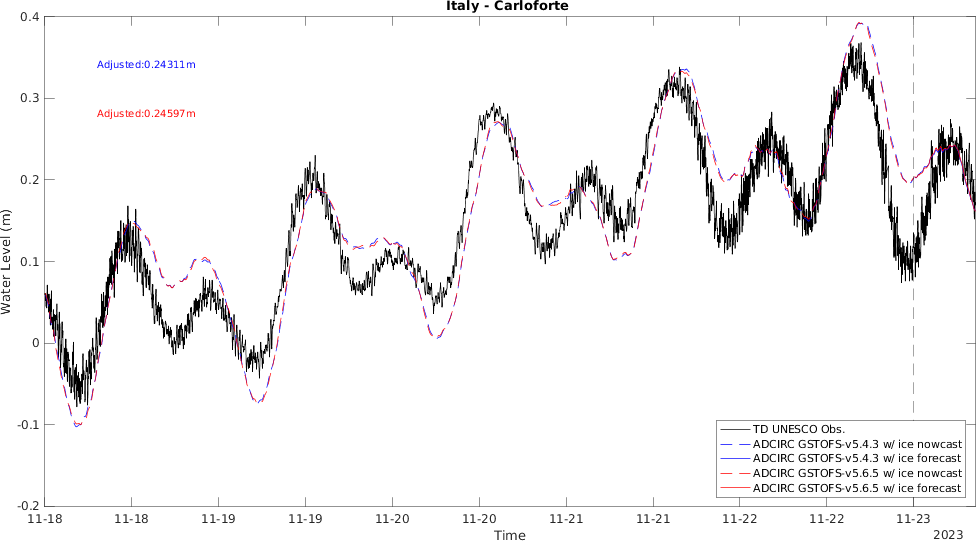 Italy - Carloforte
Adjusted:0.24311m
Adjusted:0.24597m
Water Level (m)
0.4
0.3
0.2
0.1
0
-0.1
-0.2
11-18 11-18 11-19 11-19 11-20 11-20 11-21 11-21 11-22 11-22 11-23
Time
2023
TD UNESCO Obs.
ADCIRC GSTOFS-v5.4.3 w/ ice nowcast
ADCIRC GSTOFS-v5.4.3 w/ ice forecast
ADCIRC GSTOFS-v5.6.5 w/ ice nowcast
ADCIRC GSTOFS-v5.6.5 w/ ice forecast